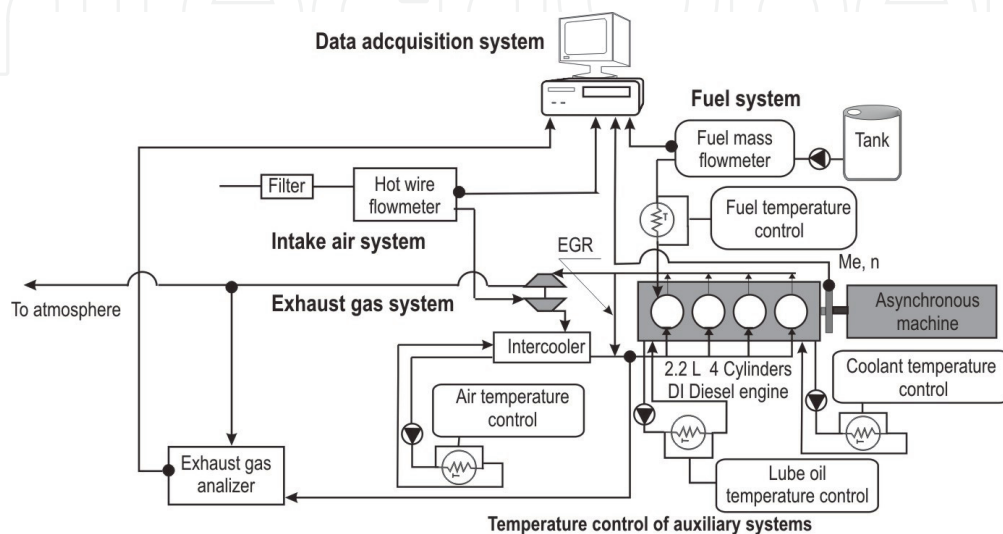 Data adcquisition system
Fuel system
Fuel mass
flowmeter
Tank
Filter
Hot wire
flowmeter
Fuel temperature
control
Intake air system
EGR
Me, n
To atmosphere
Exhaust gas system
Asynchronous
machine
Intercooler
2.2 L 4 Cylinders
DI Diesel engine
Coolant temperature
control
Air temperature
control
T
T
T
T
Exhaust gas
analizer
Lube oil
temperature control
Temperature control of auxiliary systems